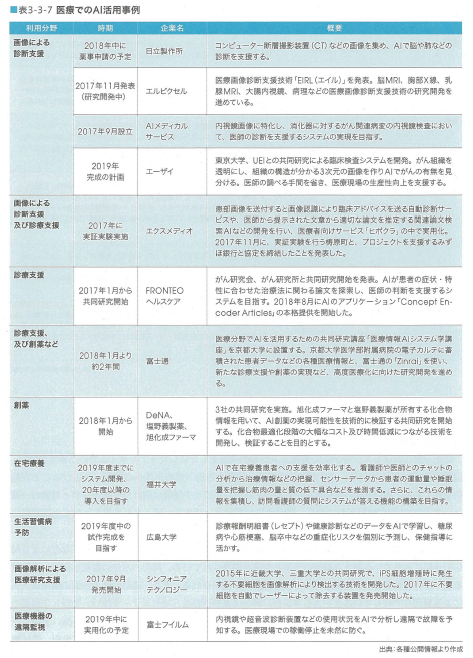 ■表3-3-7 医療でのAI活用事例
利用分野 時期 企業名 概要
画像による
診断支援
2018年中に
薬事申請の予定
日立製作所
コンピューター断層撮影装置（CT）などの画像を集め、AIで脳や肺などの
診断を支援する。
2017年11月発表
（研究開発中）
エルピクセル
医療画像診断支援技術「EIRL（エイル）」を発表。脳MRI、胸部X線、乳
腺MRI、大腸内視鏡、病理などの医療画像診断支援技術の研究開発を
進めている。
2017年9月設立
AIメディカル
サービス
内視鏡画像に特化し、消化器に対するがん関連病変の内視鏡検査におい
て、医師の診断を支援するシステムの実現を目指す。
2019年
完成の計画
エーザイ
東京大学、UEIとの共同研究による臨床検査システムを開発。がん組織を
透明にし、組織の構造が分かる3次元の画像を作りAIでがんの有無を見
分ける。医師の調べる手間を省き、医療現場の生産性向上を支援する。
画像による
診断支援
及び診療支援
2017年に
実証実験実施
エクスメディオ
患部画像を送付すると画像認識により臨床アドバイスを送る自動診断サー
ビスや、医師から提示された文章から適切な論文を推定する関連論文検
索AIなどの開発を行い、医療者向けサービス「ヒポクラ」の中で実用化。
2017年11月に、実証実験を行う梼原町と、プロジェクトを支援するみず
ほ銀行と協定を締結したことを発表した。
診療支援
2017年1月から
共同研究開始
FRONTEO
ヘルスケア
がん研究会、がん研究所と共同研究開始を発表。AIが患者の症状・特
性に合わせた治療法に関わる論文を探索し、医師の判断を支援するシ
ステムを目指す。2018年8月にAIのアプリケーション「Concept En-
coder Articles」の本格提供を開始した。
診療支援、
及び創薬など
2018年1月より
約2年間
富士通
医療分野でAIを活用するための共同研究講座「医療情報AIシステム学講
座」を京都大学に設置する。京都大学医学部附属病院の電子カルテに蓄
積された患者データなどの各種医療情報と、富士通の「Zinrai」を使い、
新たな診療支援や創薬の実現など、高度医療化に向けた研究開発を進め
る。
創薬
2018年1月から
開始
DeNA、
塩野義製薬、
旭化成ファーマ
3社の共同研究を実施。旭化成ファーマと塩野義製薬が所有する化合物
情報を用いて、AI創薬の実現可能性を技術的に検証する共同研究を開始
する。化合物最適化段階の大幅なコスト及び時間低減につながる技術を
開発し、検証することを目的とする。
在宅療養
2019年度までに
システム開発、
20年度以降の
導入を目指す
福井大学
AIで在宅療養患者への支援を効率化する。看護師や医師とのチャットの
分析から治療情報などの把握、センサーデータから患者の運動量や睡眠
量を把握し筋肉の量と質の低下具合などを推測する。さらに、これらの情
報を集積し、訪問看護師の質問にシステムが答える機能の構築を目指す。
生活習慣病
予防
2019年度中の
試作完成を
目指す
広島大学
診療報酬明細書（レセプト）や健康診断などのデータをAIで学習し、糖尿
病や心筋梗塞、脳卒中などの重症化リスクを個別に予測し、保健指導に
活かす。
画像解析による
医療研究支援
2017年9月
発売開始
シンフォニア
テクノロジー
2015年に近畿大学、三重大学との共同研究で、iPS細胞増殖時に発生
する不要細胞を画像解析により検出する技術を開発した。2017年に不要
細胞を自動でレーザーによって除去する装置を発売開始した。
医療機器の
遠隔監視
2019年中に
実用化の予定
富士フイルム
内視鏡や超音波診断装置などの使用状況をAIで分析し遠隔で故障を予
知する。医療現場での稼働停止を未然に防ぐ。
出典：各種公開情報より作成